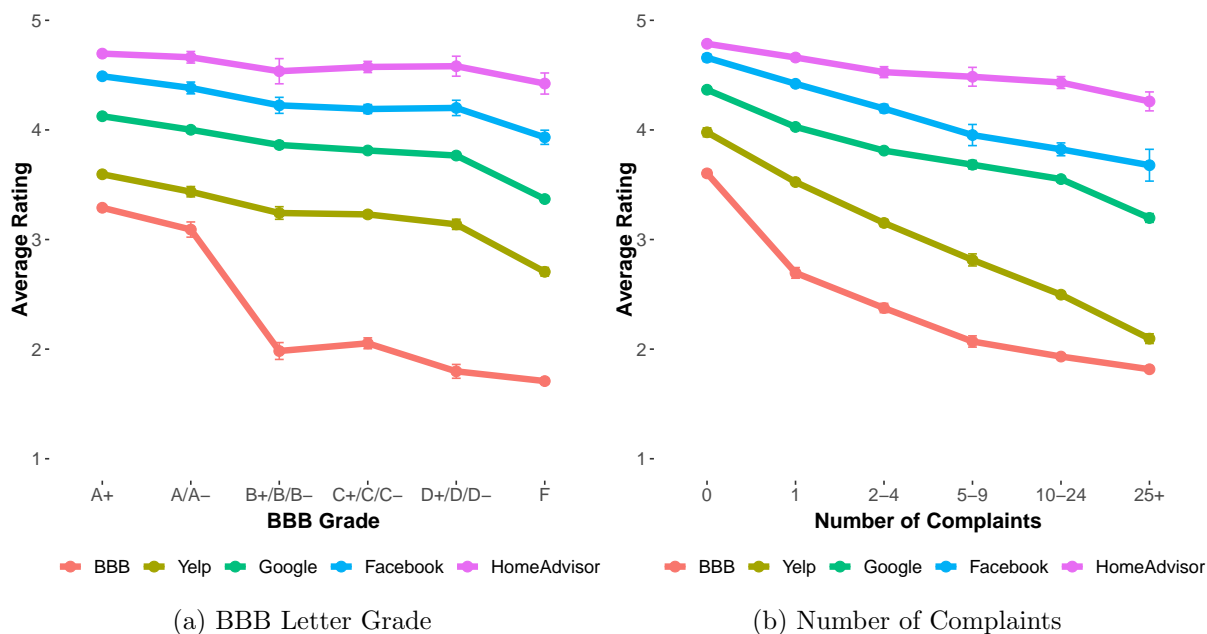 5
4
3
2
1
Average Rating
A+ A/A– B+/B/B– C+/C/C– D+/D/D– F
BBB Grade
BBB Yelp Google Facebook HomeAdvisor
(a) BBB Letter Grade
5
4
3
2
1
Average Rating
0 1 2–4 5–9 10–24 25+
Number of Complaints
BBB Yelp Google Facebook HomeAdvisor
(b) Number of Complaints